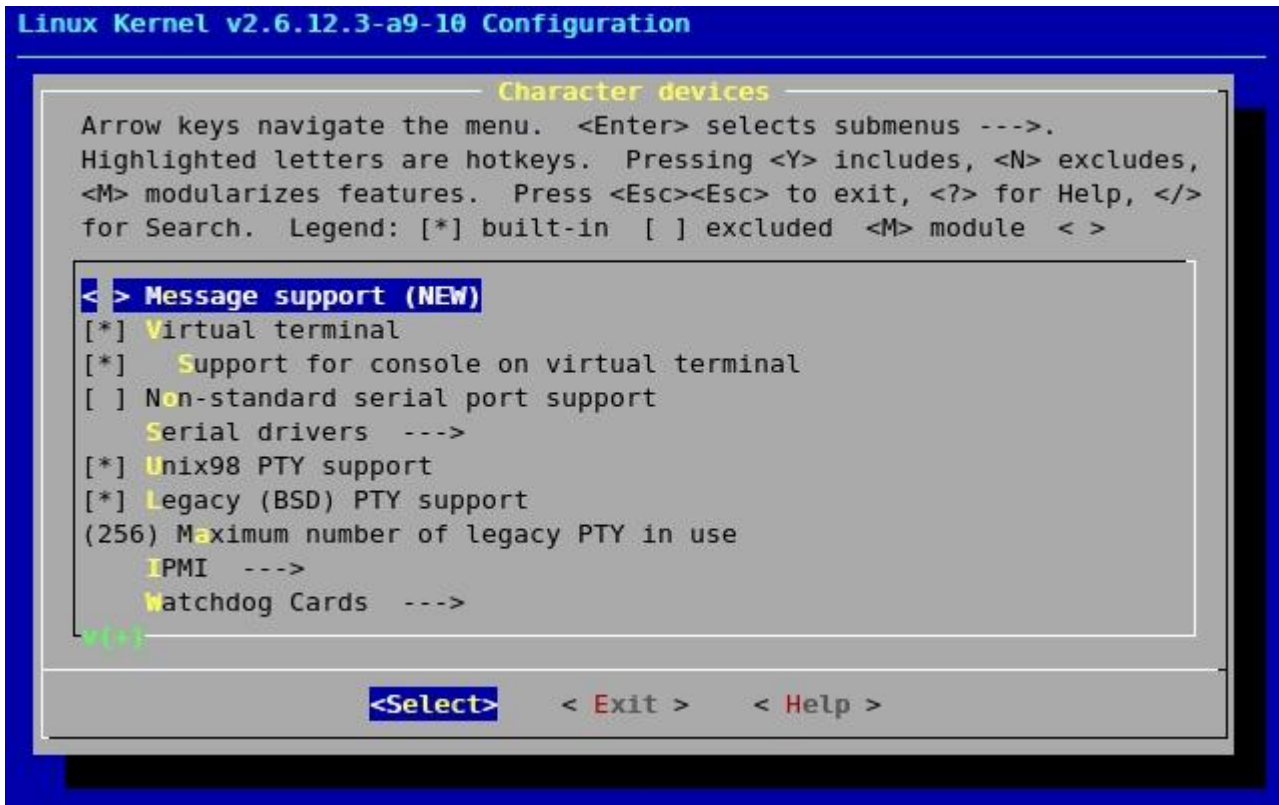 Linux Kernel v2.6.12.3-a9-10 Configuration
Character devices
Arrow keys navigate the menu.  <Enter> selects submenus --->.
Highlighted letters are hotkeys.  Pressing <Y> includes, <N> excludes,
<M> modularizes features.  Press <Esc><Esc> to exit, <?> for Help, </>
for Search.  Legend: [*] built-in  [ ] excluded  <M> module  < >
< > Message support (NEW)
[*] Virtual terminal
[*]   Support for console on virtual terminal
[ ] Non-standard serial port support
    Serial drivers  --->
[*] Unix98 PTY support
[*] Legacy (BSD) PTY support
(256) Maximum number of legacy PTY in use
    IPMI  --->
    Watchdog Cards  --->
v(+)
<Select>    < Exit >    < Help >